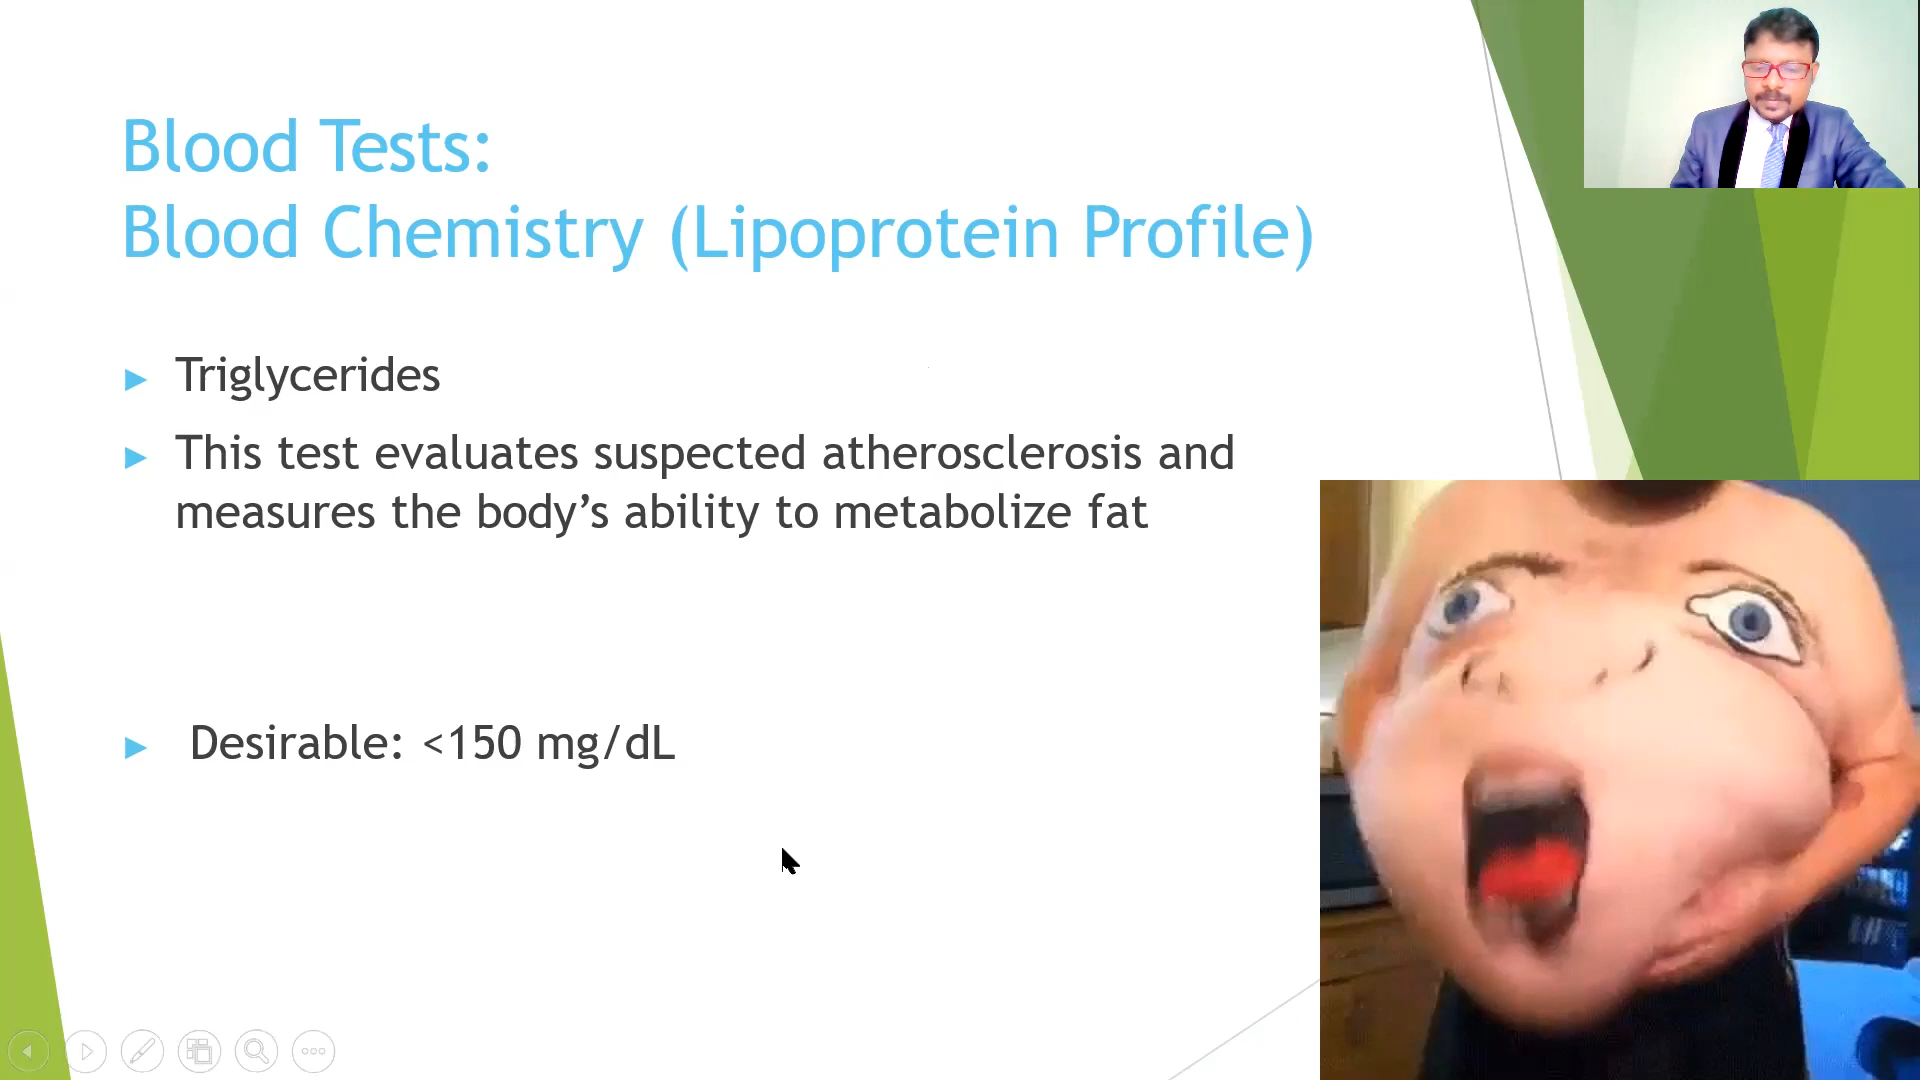 Blood Tests:
Blood Chemistry (Lipoprotein Profile)
Triglycerides
This test evaluates suspected atherosclerosis and
measures the body’s ability to metabolize fat
Desirable: <150 mg/dL